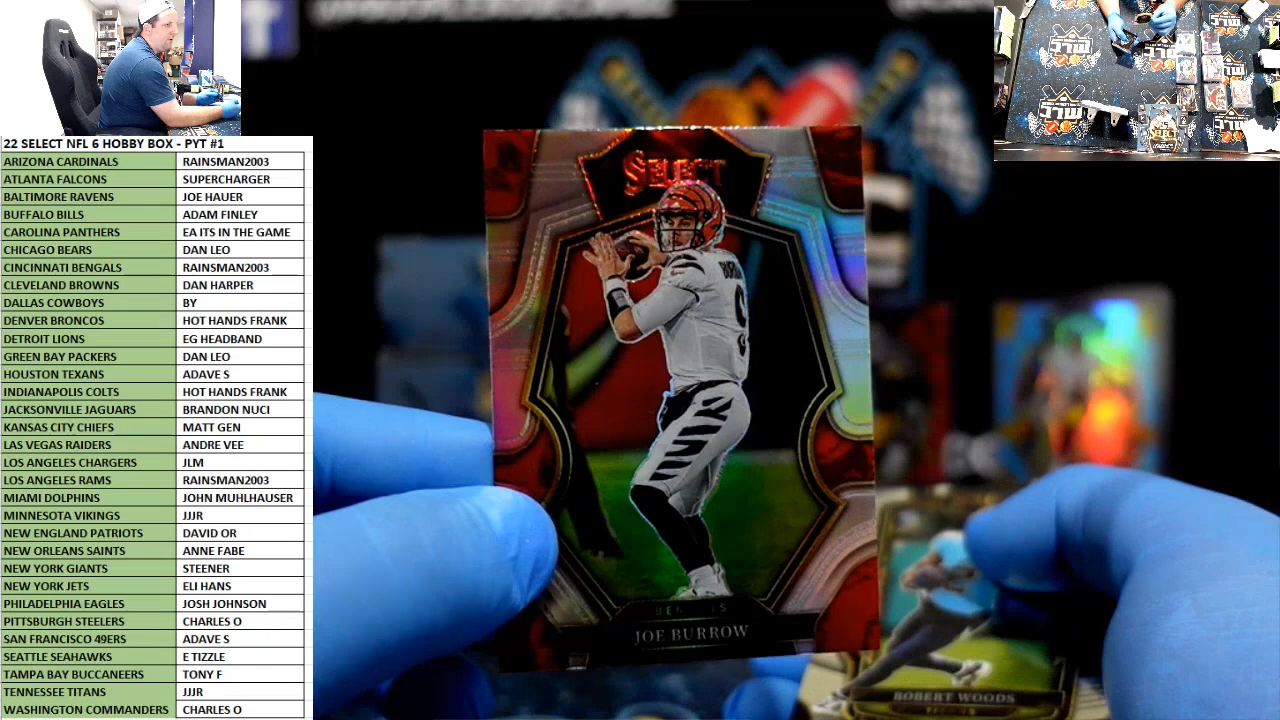 22 SELECT NFL 6 HOBBY BOX - PYT #1
ARIZONA CARDINALS RAINSMAN2003
ATLANTA FALCONS SUPERCHARGER
BALTIMORE RAVENS JOE HAUER
BUFFALO BILLS ADAM FINLEY
CAROLINA PANTHERS EA ITS IN THE GAME
CHICAGO BEARS DAN LEO
CINCINNATI BENGALS RAINSMAN2003
CLEVELAND BROWNS DAN HARPER
DALLAS COWBOYS BY
DENVER BRONCOS HOT HANDS FRANK
DETROIT LIONS EG HEADBAND
GREEN BAY PACKERS DAN LEO
HOUSTON TEXANS ADAVE S
INDIANAPOLIS COLTS HOT HANDS FRANK
JACKSONVILLE JAGUARS BRANDON NUCI
KANSAS CITY CHIEFS MATT GEN
LAS VEGAS RAIDERS ANDRE VEE
LOS ANGELES CHARGERS JLM
LOS ANGELES RAMS RAINSMAN2003
MIAMI DOLPHINS JOHN MUHLHAUSER
MINNESOTA VIKINGS JJJR
NEW ENGLAND PATRIOTS DAVID OR
NEW ORLEANS SAINTS ANNE FABE
NEW YORK GIANTS STEENER
NEW YORK JETS ELI HANS
PHILADELPHIA EAGLES JOSH JOHNSON
PITTSBURGH STEELERS CHARLES O
SAN FRANCISCO 49ERS ADAVE S
SEATTLE SEAHAWKS E TIZZLE
TAMPA BAY BUCCANEERS TONY F
TENNESSEE TITANS JJJR
WASHINGTON COMMANDERS CHARLES O
SELECT
BURROW
9
BENGALS
JOE BURROW
ROBERT WOODS